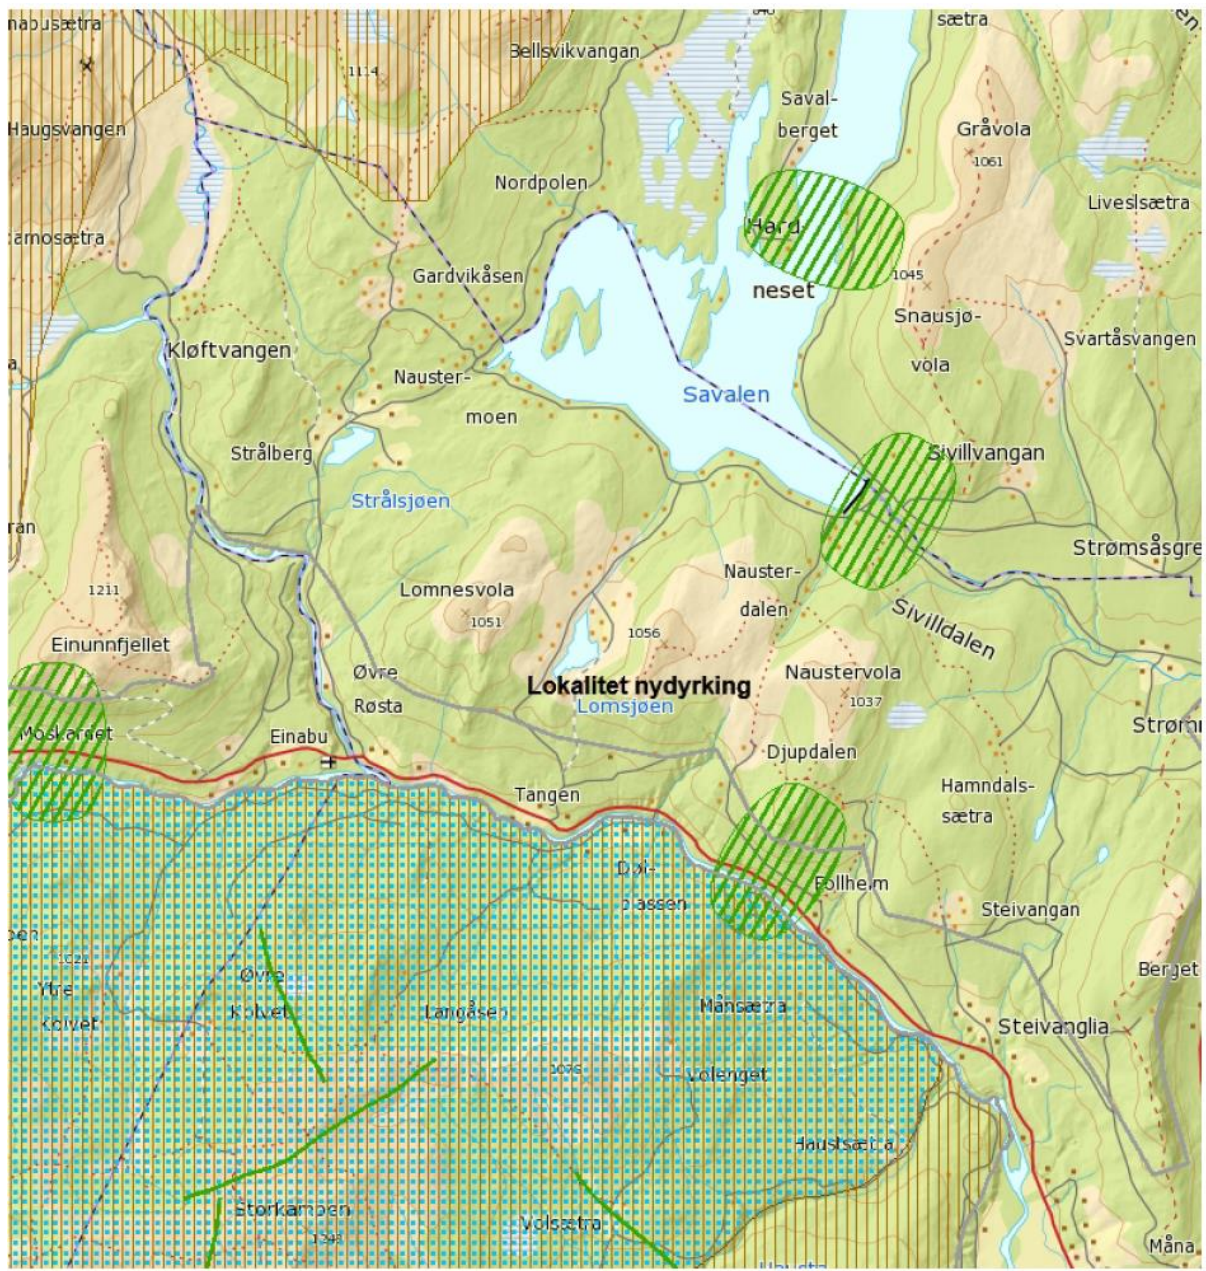 sætra
Bellsvikvangan
1114
Saval-
berget
Haugsvangen
Gråvola
1061
Nordpolen
Liveslsætra
Hard-
neset
Gardvikåsen
1045
Snausjø-
vola
Svartåsvangen
Kløftvangen
Nauster-
moen
Savalen
Strålberg
Sivillvangan
Strålsjøen
Strømsåsgre
1211
Lomnesvola
1051
Nauster-
dalen
Sivilldalen
1056
Einunnfjellet
Øvre
Røsta
Lokalitet nydyrking
Lomsjøen
Naustervola
1037
Moskardet
Einabu
Djupdalen
Tangen
Hamndals-
sætra
Follheim
Steivangan
Øvre
Kolvet
Ytre
Kolvet
Langåsen
Månsætra
Berget
Steivanglia
1076
Volenget
Haustsætra
Storkampen
Volsætra
Måna